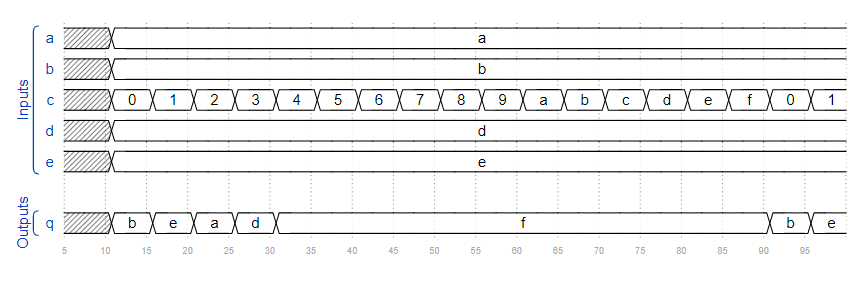 Inputs
a a
b b
c 0 1 2 3 4 5 6 7 8 9 a b c d e f 0 1
d d
e e
Outputs
q b e a d f b e
5 10 15 20 25 30 35 40 45 50 55 60 65 70 75 80 85 90 95